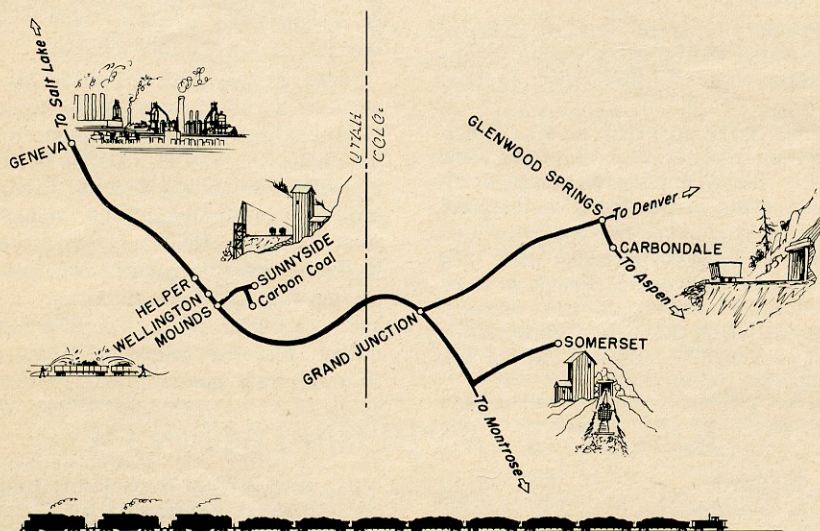 To Salt Lake
GENEVA
UTAH
COLO.
GLENWOOD SPRINGS
To Denver
CARBONDALE
To Aspen
SUNNYSIDE
Carbon Coal
HELPER
WELLINGTON
MOUNDS
GRAND JUNCTION
SOMERSET
To Montrose